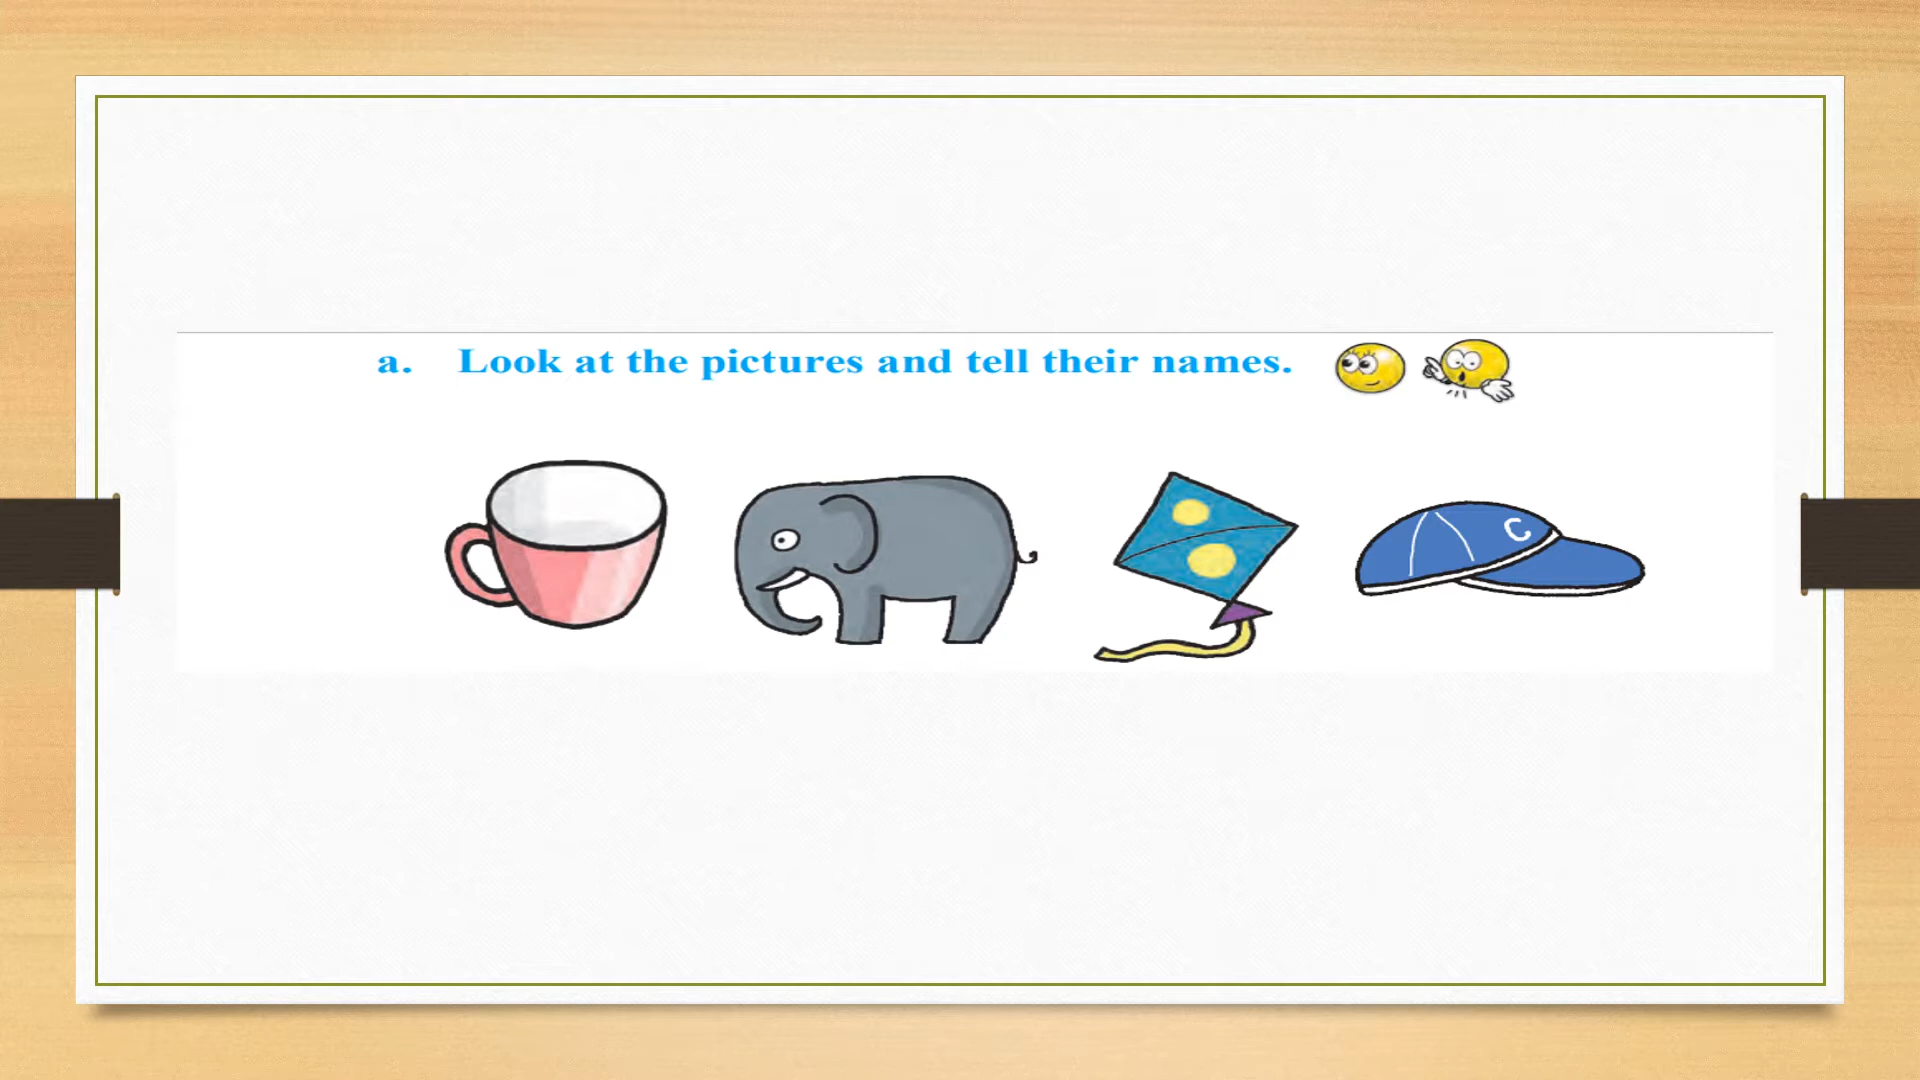 a. Look at the pictures and tell their names.
C